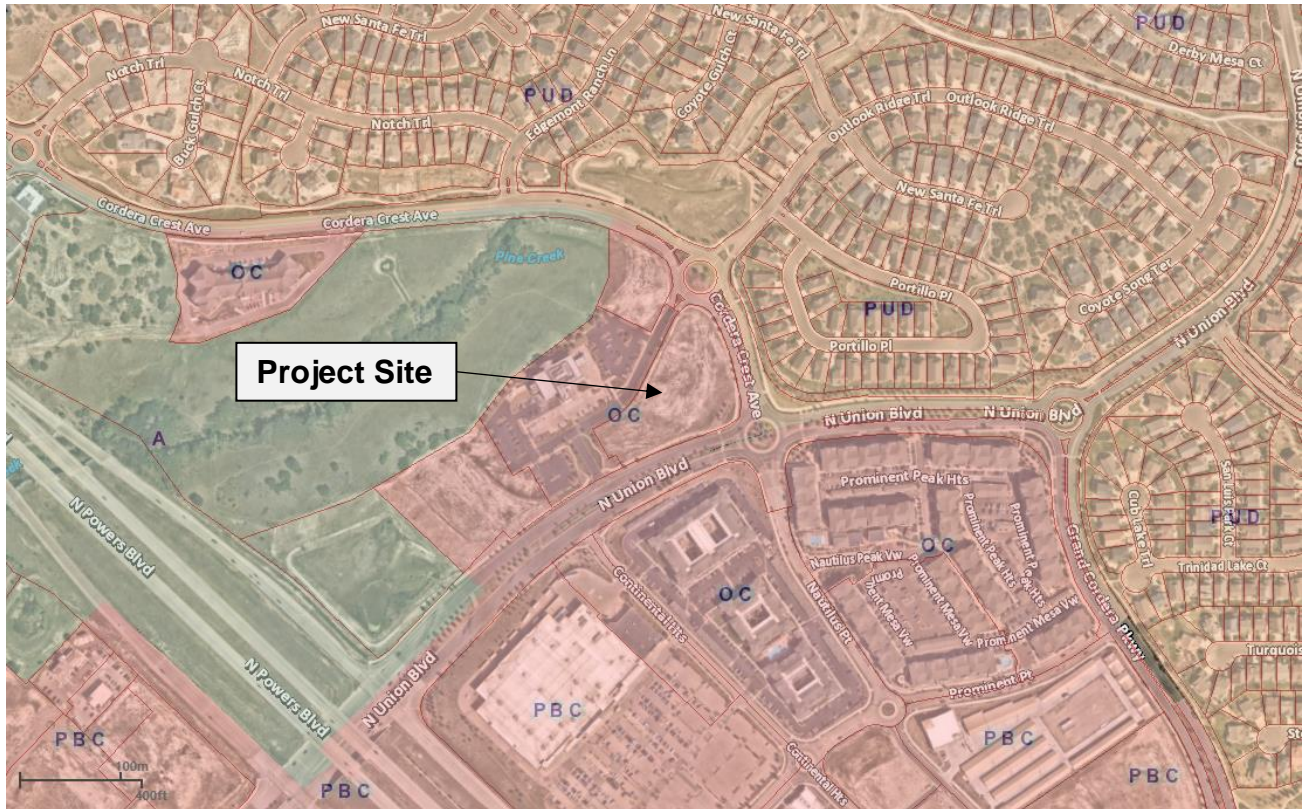 New Santa Fe Trl
New Santa Fe Trl
PUD
Derby Mesa Ct
Notch Trl
Notch Trl
Buck Gulch Ct
Notch Trl
PUD
Edgemont Ranch Ln
Coyote Gulch Ct
Outlook Ridge Trl
Outlook Ridge Trl
New Santa Fe Trl
Cordera Crest Ave
Cordera Crest Ave
OC
Pine Creek
Portillo Pl
PUD
Portillo Pl
Coyote Song Ter
N Union Blvd
Cordera Crest Ave
Project Site
OC
N Union Blvd
N Union Blvd
A
N Powers Blvd
N Union Blvd
Prominent Peak Hts
Prominent Peak Hts
OC
Nautilus Peak Vw
Prominent Mesa Vw
Prominent Mesa Vw
Grand Cordera Pkwy
Cub Lake Trl
San Luis Park Ct
PUD
Trinidad Lake Ct
Continental Hts
OC
Nautilus Pt
Prominent Pt
N Powers Blvd
N Union Blvd
PBC
PBC
PBC
PBC
PBC
Continental Hts
100m
400ft